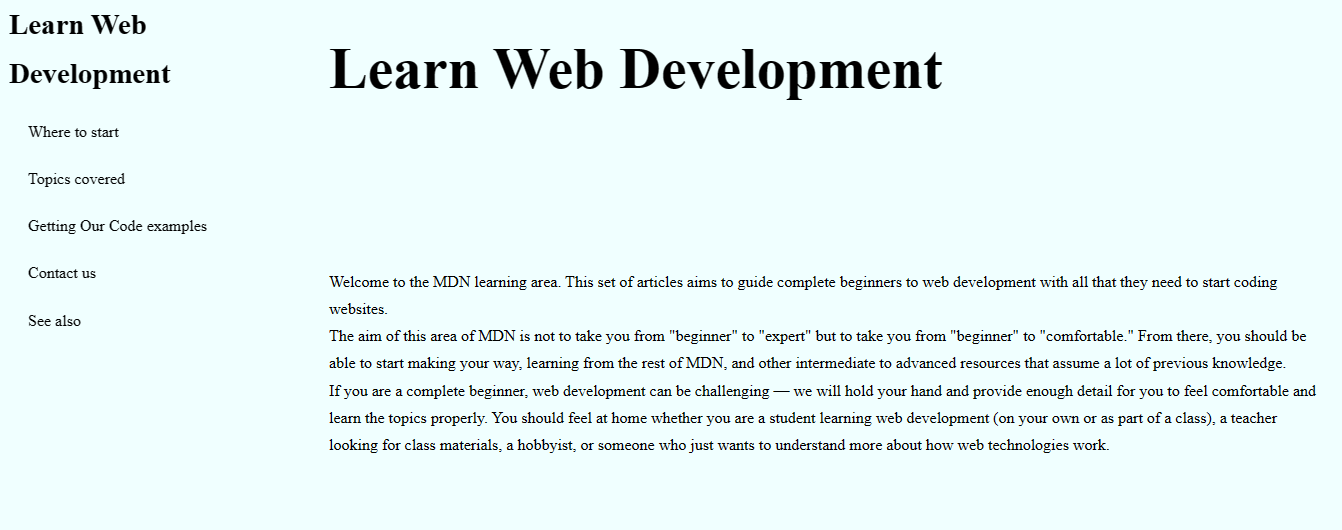 Learn Web
Development
Where to start
Topics covered
Getting Our Code examples
Contact us
See also
Learn Web Development
Welcome to the MDN learning area. This set of articles aims to guide complete beginners to web development with all that they need to start coding
websites.
The aim of this area of MDN is not to take you from "beginner" to "expert" but to take you from "beginner" to "comfortable." From there, you should be
able to start making your way, learning from the rest of MDN, and other intermediate to advanced resources that assume a lot of previous knowledge.
If you are a complete beginner, web development can be challenging — we will hold your hand and provide enough detail for you to feel comfortable and
learn the topics properly. You should feel at home whether you are a student learning web development (on your own or as part of a class), a teacher
looking for class materials, a hobbyist, or someone who just wants to understand more about how web technologies work.